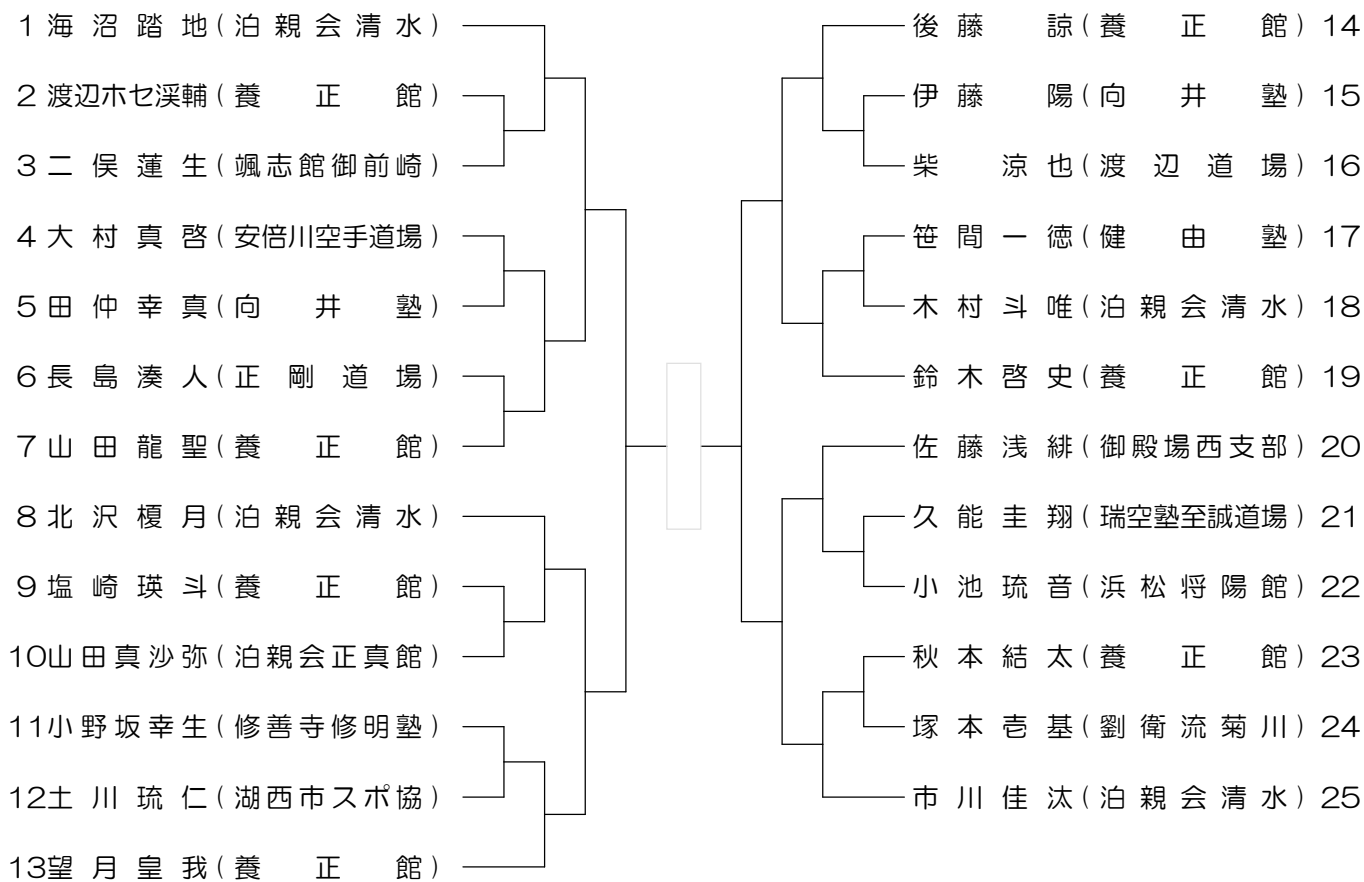 1 海沼踏地(泊親会清水)
2 渡辺ホセ渓輔(養正館)
3 二俣蓮生(颯志館御前崎)
4 大村真啓(安倍川空手道場)
5 田仲幸真(向井塾)
6 長島湊人(正剛道場)
7 山田龍聖(養正館)
8 北沢榎月(泊親会清水)
9 塩崎瑛斗(養正館)
10 山田真沙弥(泊親会正真館)
11 小野坂幸生(修善寺修明塾)
12 土川琉仁(湖西市スポ協)
13 望月皇我(養正館)
後藤諒(養正館) 14
伊藤陽(向井塾) 15
柴涼也(渡辺道場) 16
笹間一徳(健由塾) 17
木村斗唯(泊親会清水) 18
鈴木啓史(養正館) 19
佐藤浅緋(御殿場西支部) 20
久能圭翔(瑞空塾至誠道場) 21
小池琉音(浜松将陽館) 22
秋本結太(養正館) 23
塚本壱基(劉衛流菊川) 24
市川佳汰(泊親会清水) 25